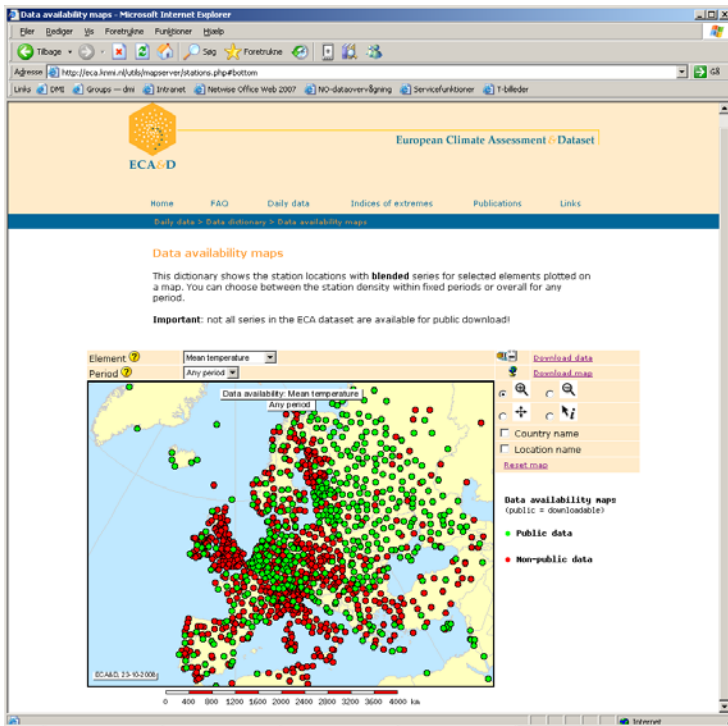 Data availability maps - Microsoft Internet Explorer
Filer Rediger Vis Foretrukne Funktioner Hjælp
Tilbage Søg Foretrukne
Adresse http://eca.knmi.nl/utils/mapserver/stations.php#bottom Gå
Links DMI Groups — dmi Intranet Netwise Office Web 2007 NO-dataovervågning Servicefunktioner T-billeder
European Climate Assessment & Dataset
ECA&D
Home FAQ Daily data Indices of extremes Publications Links
Daily data > Data dictionary > Data availability maps
Data availability maps
This dictionary shows the station locations with blended series for selected elements plotted on
a map. You can choose between the station density within fixed periods or overall for any
period.
Important: not all series in the ECA dataset are available for public download!
Element ? Mean temperature Download data
Period ? Any period Download map
Data availability: Mean temperature
Any period
Country name
Location name
Reset map
Data availability maps
(public = downloadable)
Public data
Non-public data
ECA&D, 23-10-2008
0 400 800 1200 1600 2000 2400 2800 3200 3600 4000 km
Internet